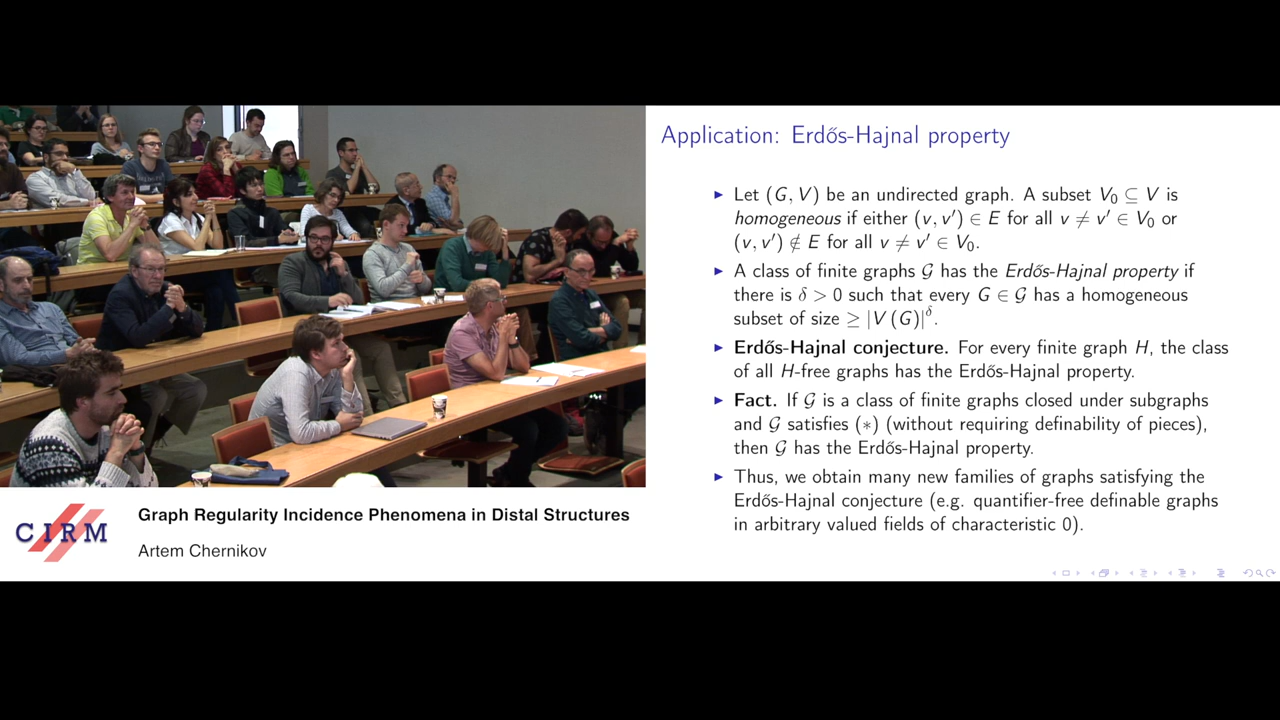 Application: Erdős-Hajnal property
▶ Let (G, V) be an undirected graph. A subset V₀ ⊆ V is
homogeneous if either (v, v′) ∈ E for all v ≠ v′ ∈ V₀ or
(v, v′) ∉ E for all v ≠ v′ ∈ V₀.
▶ A class of finite graphs 𝒢 has the Erdős-Hajnal property if
there is δ > 0 such that every G ∈ 𝒢 has a homogeneous
subset of size ≥ |V (G)|^δ.
▶ Erdős-Hajnal conjecture. For every finite graph H, the class
of all H-free graphs has the Erdős-Hajnal property.
▶ Fact. If 𝒢 is a class of finite graphs closed under subgraphs
and 𝒢 satisfies (∗) (without requiring definability of pieces),
then 𝒢 has the Erdős-Hajnal property.
▶ Thus, we obtain many new families of graphs satisfying the
Erdős-Hajnal conjecture (e.g. quantifier-free definable graphs
in arbitrary valued fields of characteristic 0).
CIRM
Graph Regularity Incidence Phenomena in Distal Structures
Artem Chernikov